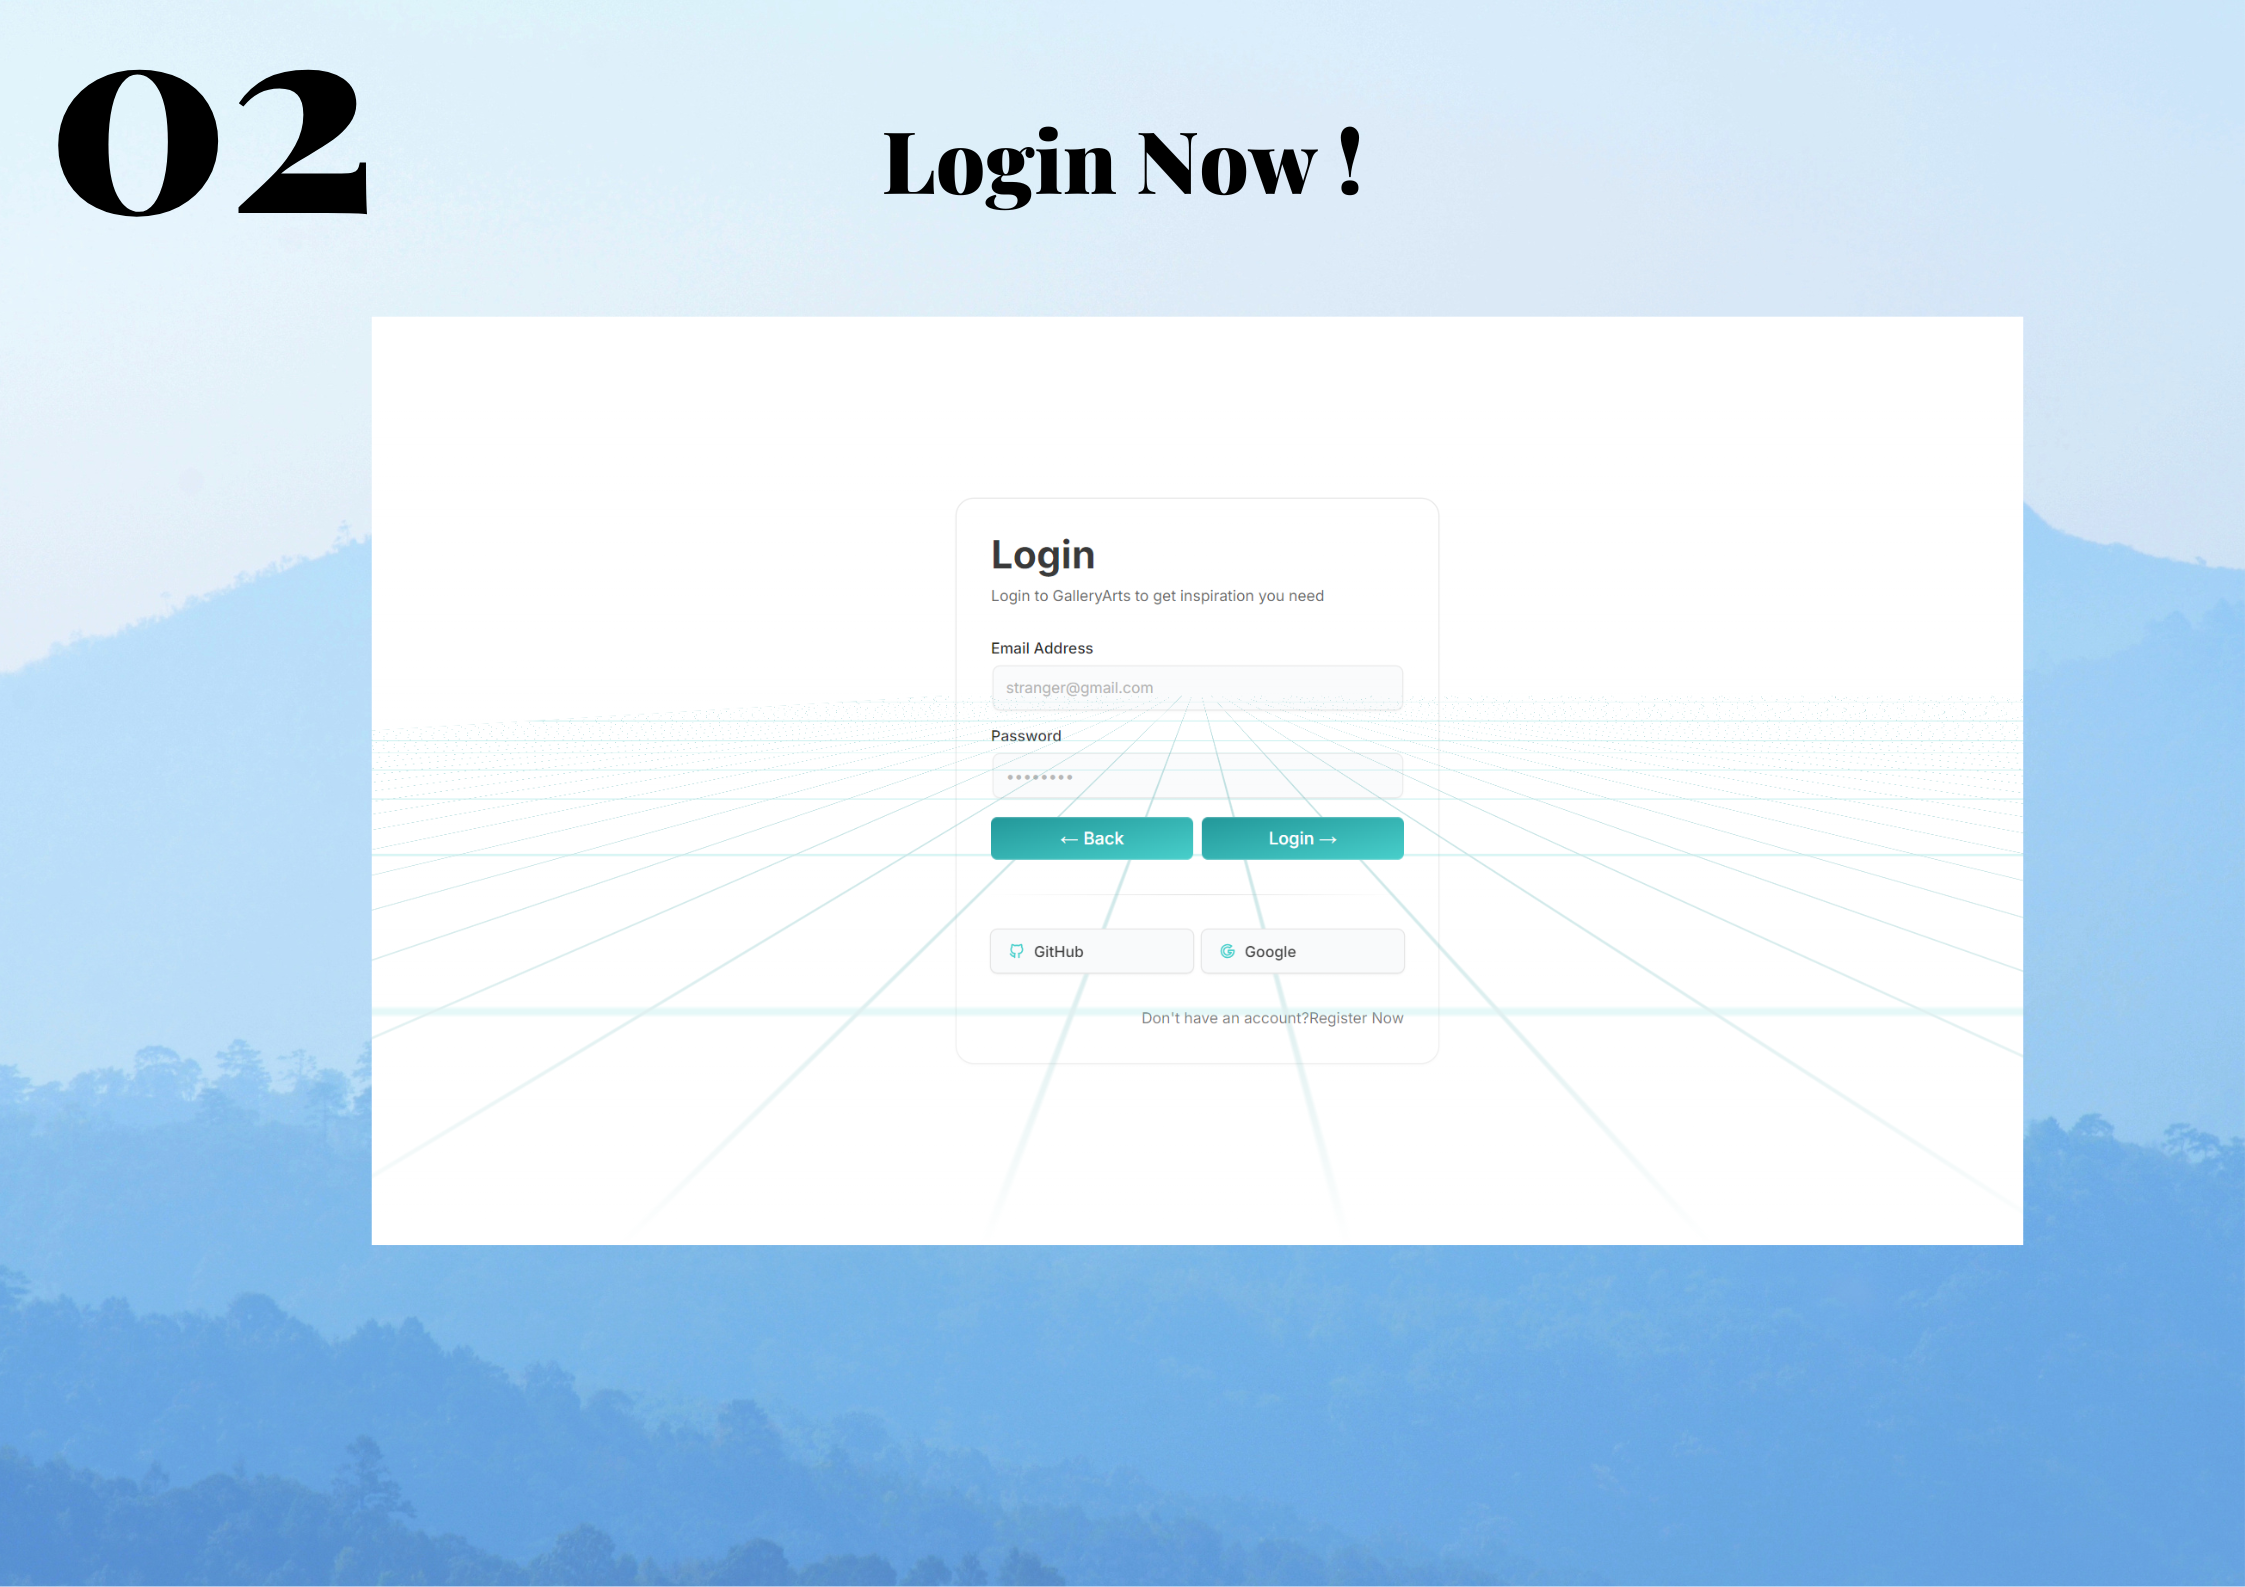 02
Login Now !
Login
Login to GalleryArts to get inspiration you need
Email Address
stranger@gmail.com
Password
••••••••
← Back
Login →
GitHub
Google
Don't have an account?Register Now